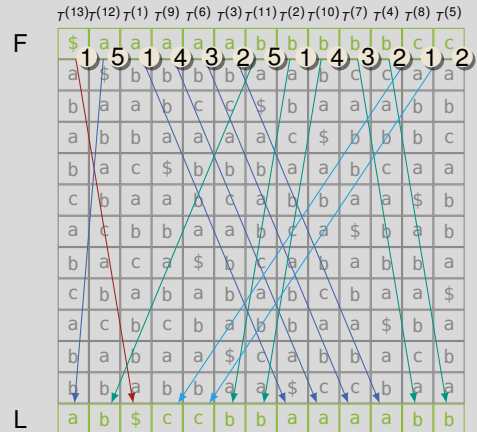 T(13) T(12) T(1) T(9) T(6) T(3) T(11) T(2) T(10) T(7) T(4) T(8) T(5)
F $ a a a a a b b b b b c c
1 5 1 4 3 2 5 1 4 3 2 1 2
a $ b b b b a a b c c a a
b a a b c c $ b a a a b b
a b b a a a a c $ b b b c
b a c $ b b b a a b c a a
c b a a b c a b b a a $ b
a c b b a a b c a $ b a b
b a c a $ b c a b a b b a
c b a b a a a b c b a a $
a c b c b a b b a a $ b a
b a b a a $ c a b b a c b
b b a b b a a $ c c b a a
L a b $ c c b b a a a a b b